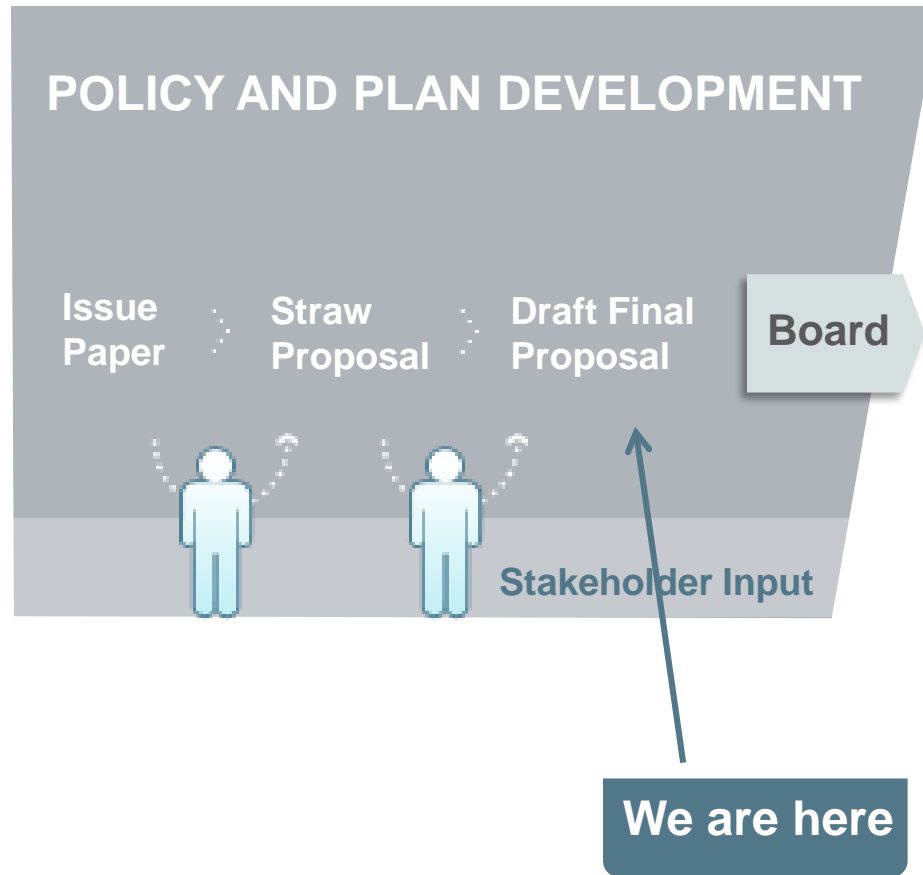 POLICY AND PLAN DEVELOPMENT
Issue
Paper
Straw
Proposal
Draft Final
Proposal
Board
Stakeholder Input
We are here